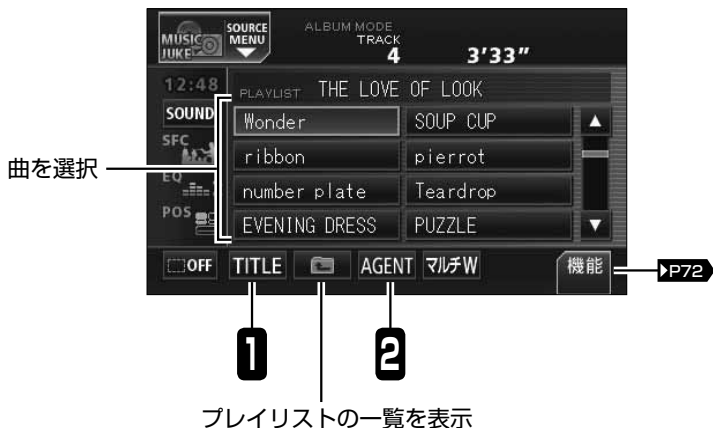 MUSIC JUKE
SOURCE MENU
ALBUM MODE
TRACK
4
3'33"
12:48
PLAYLIST THE LOVE OF LOOK
SOUND
Wonder
SOUP CUP
SFC
ribbon
pierrot
曲を選択
EQ
number plate
Teardrop
POS
EVENING DRESS
PUZZLE
OFF
TITLE
AGENT
マルチW
機能
P72
1
2
プレイリストの一覧を表示